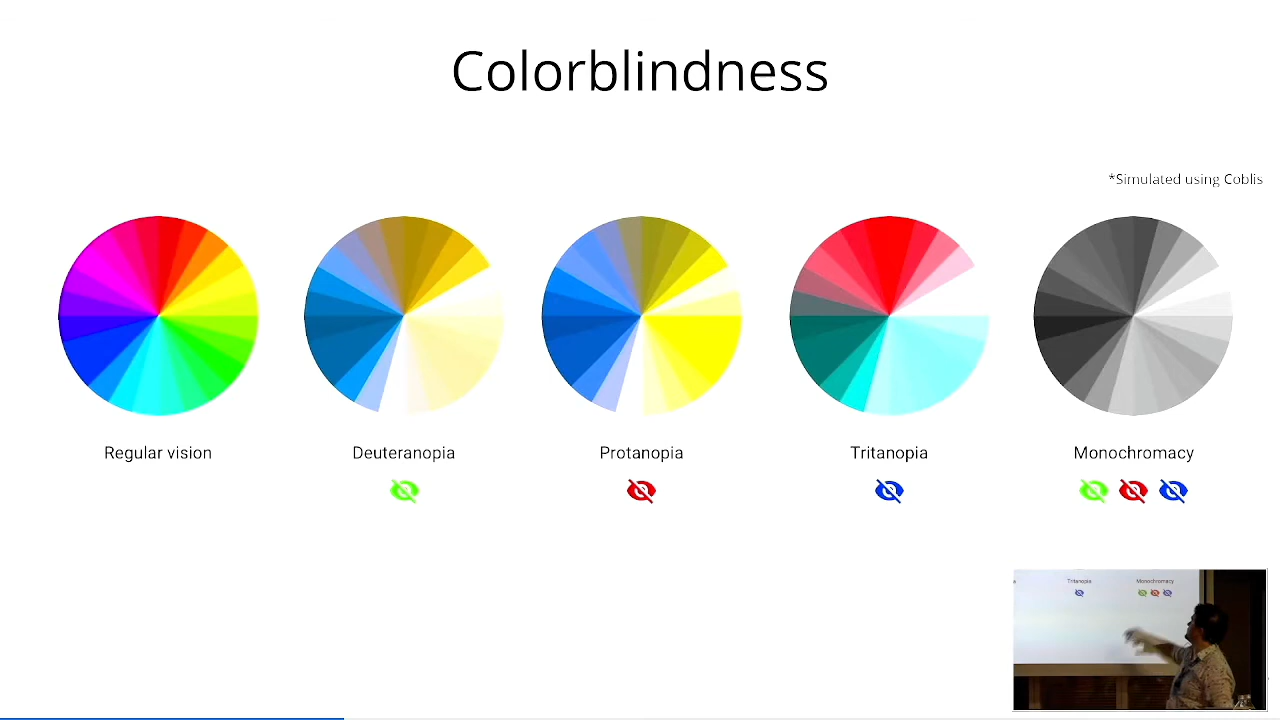 Colorblindness
*Simulated using Coblis
Regular vision
Deuteranopia
Protanopia
Tritanopia
Monochromacy
Tritanopia
Monochromacy